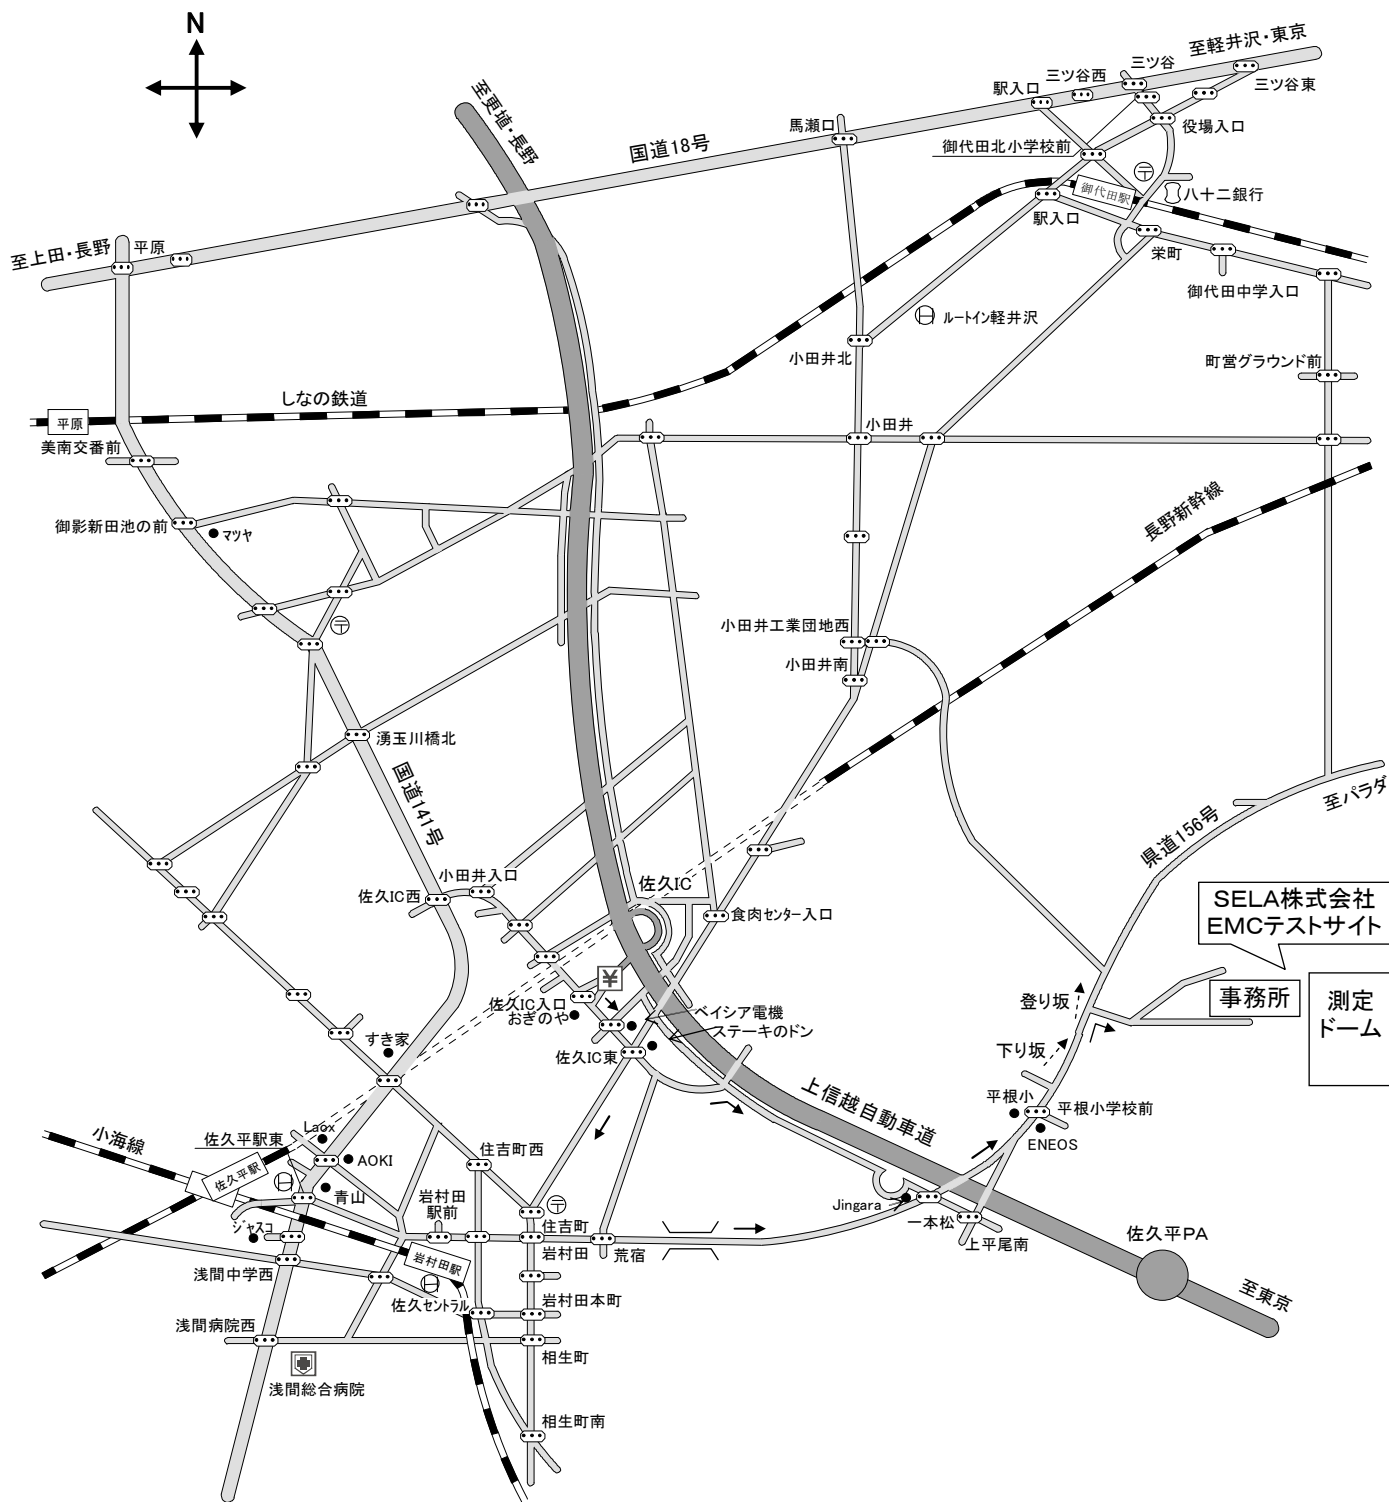 N
至軽井沢・東京
三ツ谷
三ツ谷西
駅入口
三ツ谷東
至更埴・長野
馬瀬口
役場入口
国道18号
御代田北小学校前
〒
御代田駅
八十二銀行
駅入口
至上田・長野
平原
栄町
御代田中学入口
H
ルートイン軽井沢
小田井北
町営グラウンド前
しなの鉄道
平原
美南交番前
小田井
長野新幹線
御影新田池の前
マツヤ
〒
小田井工業団地西
小田井南
湧玉川橋北
国道141号
至パラダ
県道156号
小田井入口
佐久IC
佐久IC西
食肉センター入口
SELA株式会社
EMCテストサイト
¥
事務所
測定
ドーム
登り坂
佐久IC入口
おぎのや
ベイシア電機
ステーキのドン
すき家
佐久IC東
下り坂
上信越自動車道
平根小
平根小学校前
ENEOS
小海線
佐久平駅東
Laox
AOKI
住吉町西
佐久平駅
H
青山
岩村田
駅前
〒
Jingara
一本松
ジャスコ
住吉町
上平尾南
佐久平PA
岩村田
荒宿
浅間中学西
岩村田駅
H
佐久セントラル
岩村田本町
至東京
浅間病院西
相生町
浅間総合病院
相生町南